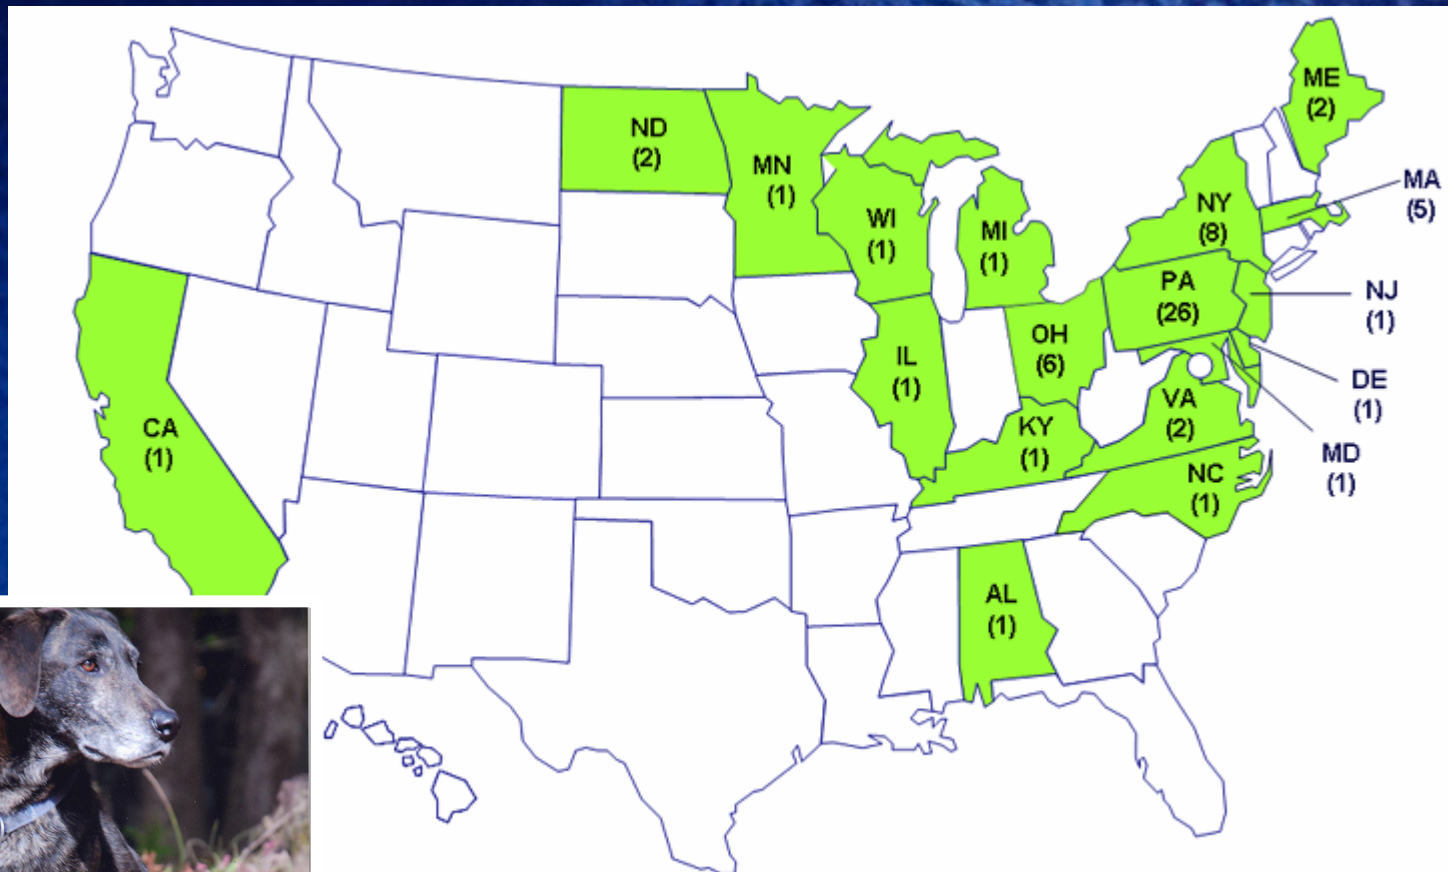 ME
(2)
ND
(2)
MN
(1)
MA
(5)
NY
(8)
WI
(1)
MI
(1)
PA
(26)
NJ
(1)
OH
(6)
IL
(1)
DE
(1)
VA
(2)
CA
(1)
KY
(1)
MD
(1)
NC
(1)
AL
(1)